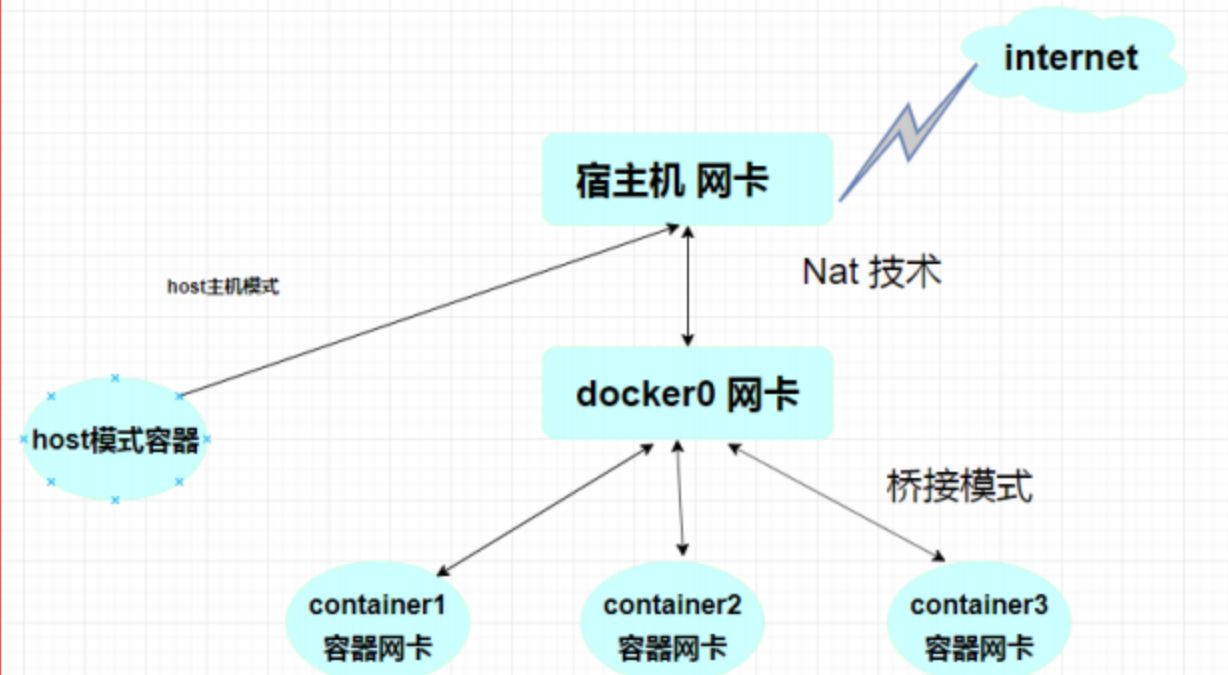 internet
宿主机 网卡
Nat 技术
host主机模式
docker0 网卡
host模式容器
桥接模式
container1
容器网卡
container2
容器网卡
container3
容器网卡